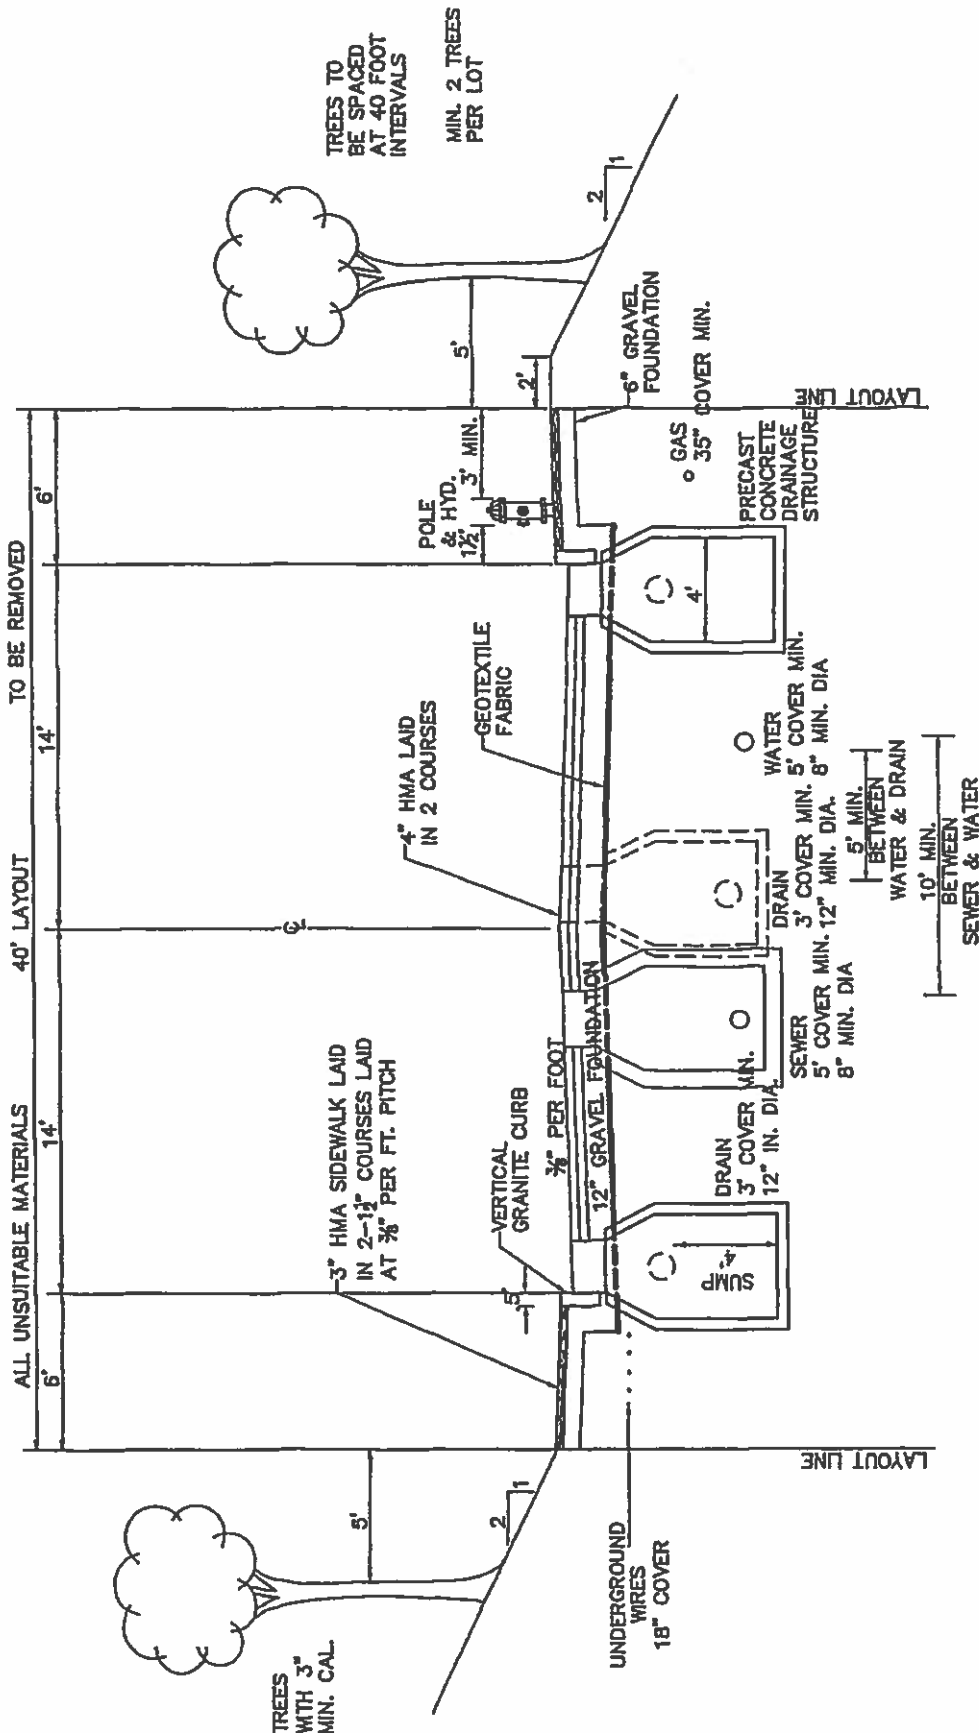 ALL UNSUITABLE MATERIALS
TO BE REMOVED
40' LAYOUT
6'
14'
14'
6'
TREES
WITH 3"
MIN. CAL.
5'
2
1
3" HMA SIDEWALK LAID
IN 2-1½" COURSES LAID
AT ⅜" PER FT. PITCH
VERTICAL
GRANITE CURB
.5'
⅜" PER FOOT
12" GRAVEL FOUNDATION
℄
4" HMA LAID
IN 2 COURSES
GEOTEXTILE
FABRIC
POLE
& HYD.
1½'
3' MIN.
2'
5'
TREES TO
BE SPACED
AT 40 FOOT
INTERVALS
MIN. 2 TREES
PER LOT
2
1
6" GRAVEL
FOUNDATION
GAS
35" COVER MIN.
PRECAST
CONCRETE
DRAINAGE
STRUCTURE
LAYOUT LINE
4'
WATER
5' COVER MIN.
8" MIN. DIA
DRAIN
3' COVER MIN.
12" MIN. DIA.
SEWER
5' COVER MIN.
8" MIN. DIA
DRAIN
3' COVER MIN.
12" IN. DIA.
SUMP
4'
UNDERGROUND
WIRES
18" COVER
LAYOUT LINE
5' MIN.
BETWEEN
WATER & DRAIN
10' MIN.
BETWEEN
SEWER & WATER